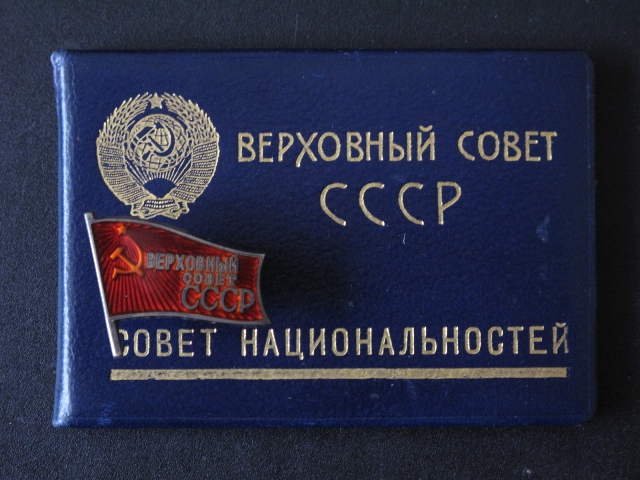 ВЕРХОВНЫЙ СОВЕТ
СССР
ВЕРХОВНЫЙ
СОВЕТ
СССР
СОВЕТ НАЦИОНАЛЬНОСТЕЙ